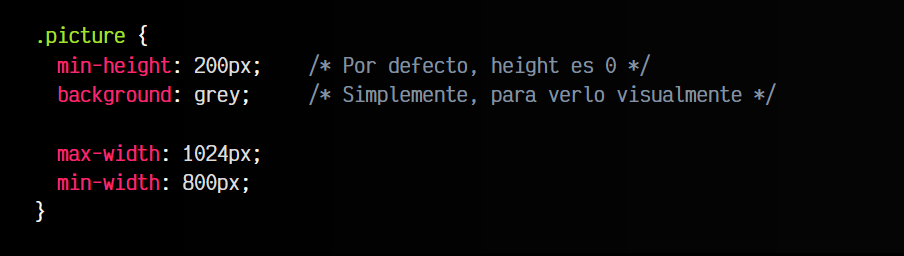 .picture {
  min-height: 200px;    /* Por defecto, height es 0 */
  background: grey;     /* Simplemente, para verlo visualmente */
  max-width: 1024px;
  min-width: 800px;
}